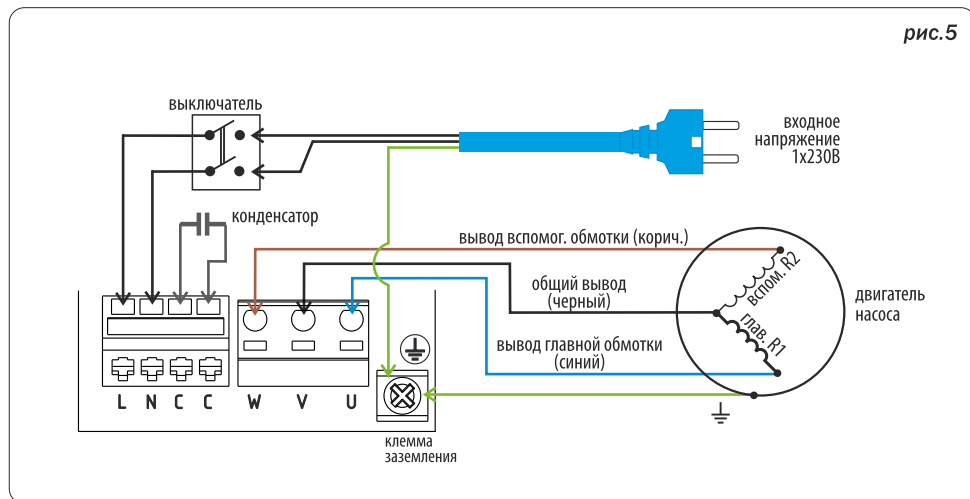 рис.5
выключатель
входное
напряжение
1х230В
конденсатор
вывод вспомог. обмотки (корич.)
общий вывод
(черный)
вспом. R2
глав. R1
двигатель
насоса
вывод главной обмотки
(синий)
L N C C W V U
клемма
заземления